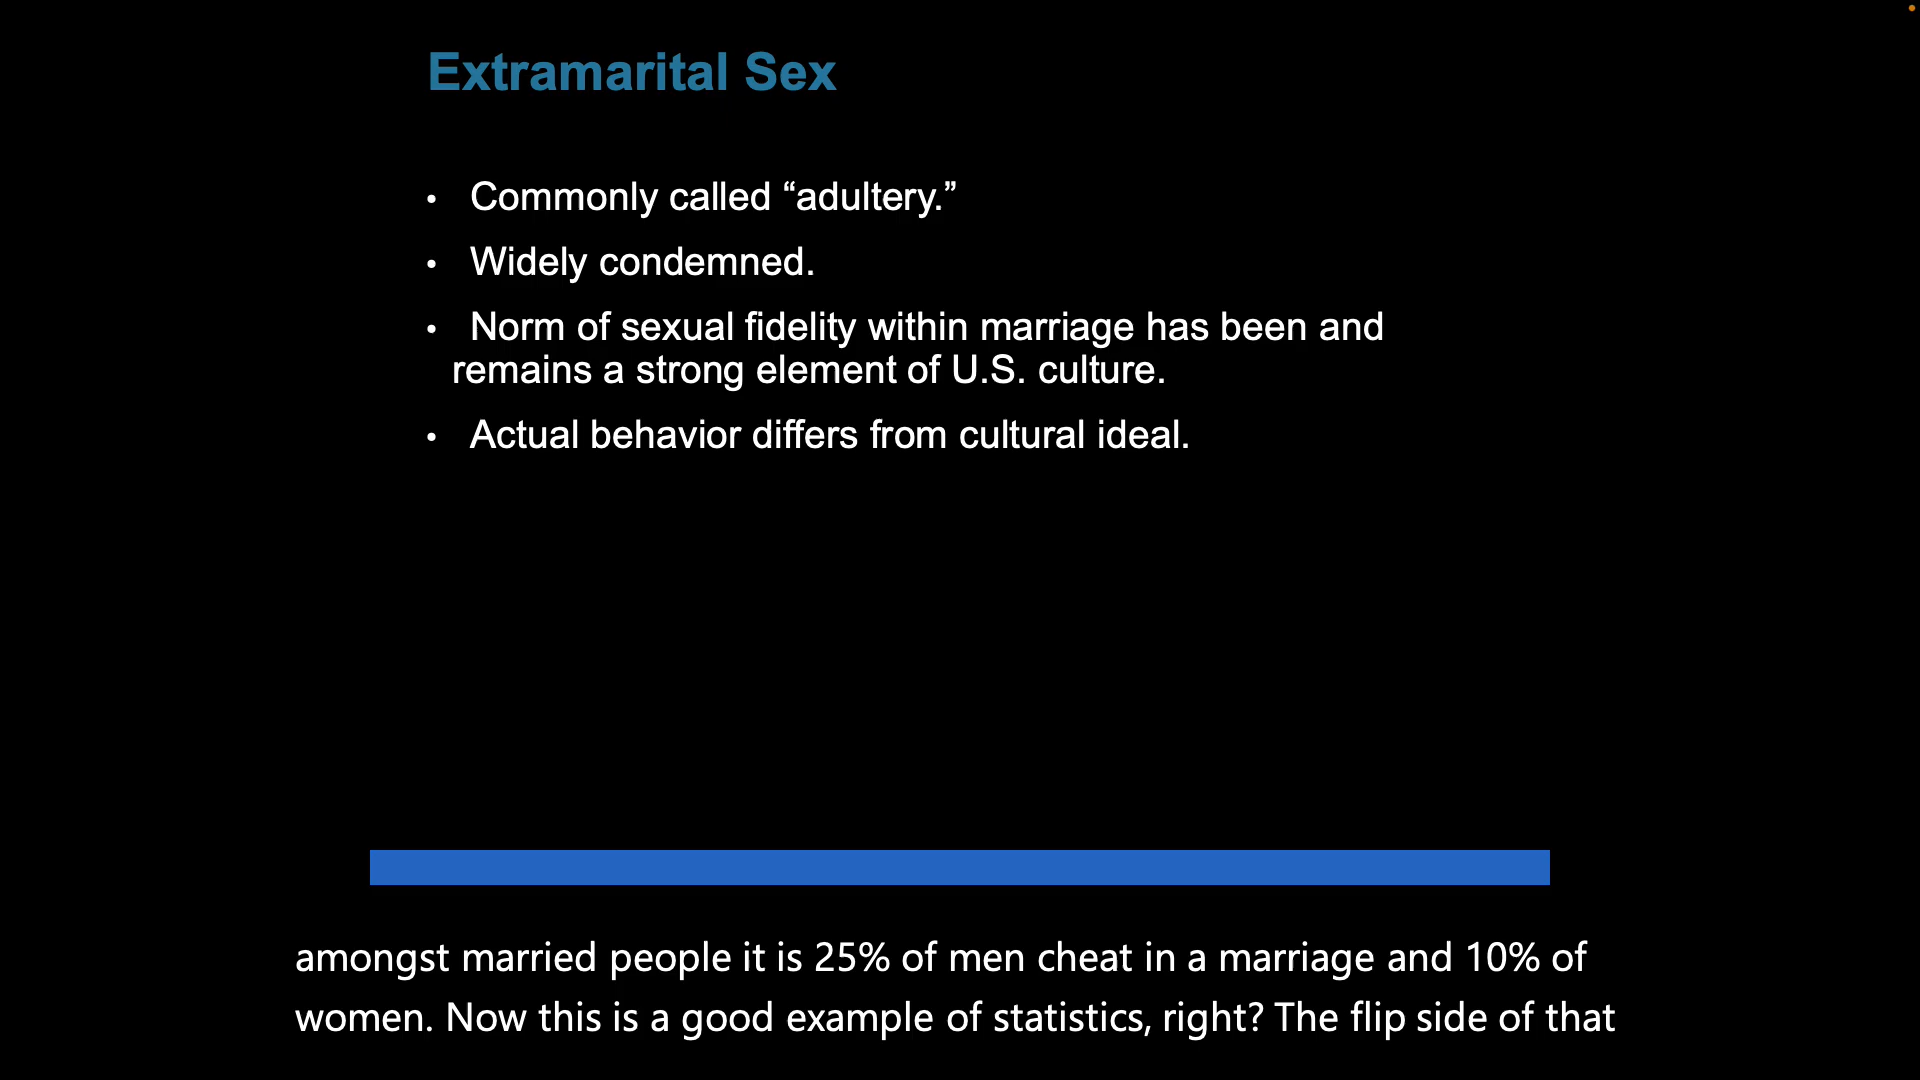 Extramarital Sex
• Commonly called “adultery.”
• Widely condemned.
• Norm of sexual fidelity within marriage has been and
remains a strong element of U.S. culture.
• Actual behavior differs from cultural ideal.
amongst married people it is 25% of men cheat in a marriage and 10% of
women. Now this is a good example of statistics, right? The flip side of that